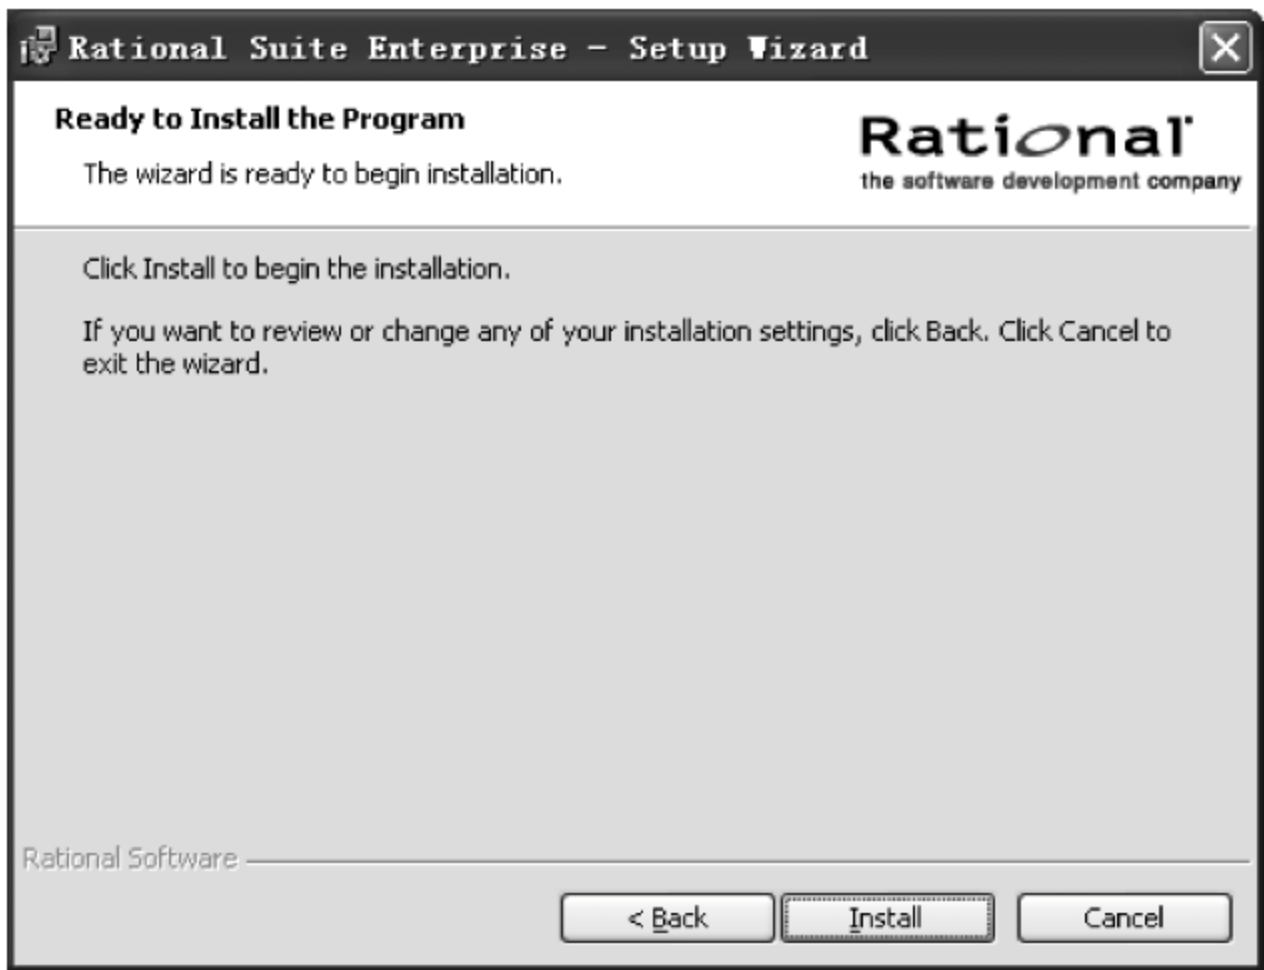 Rational Suite Enterprise - Setup Wizard
Ready to Install the Program
The wizard is ready to begin installation.
Rational
the software development company
Click Install to begin the installation.
If you want to review or change any of your installation settings, click Back. Click Cancel to
exit the wizard.
Rational Software
< Back
Install
Cancel